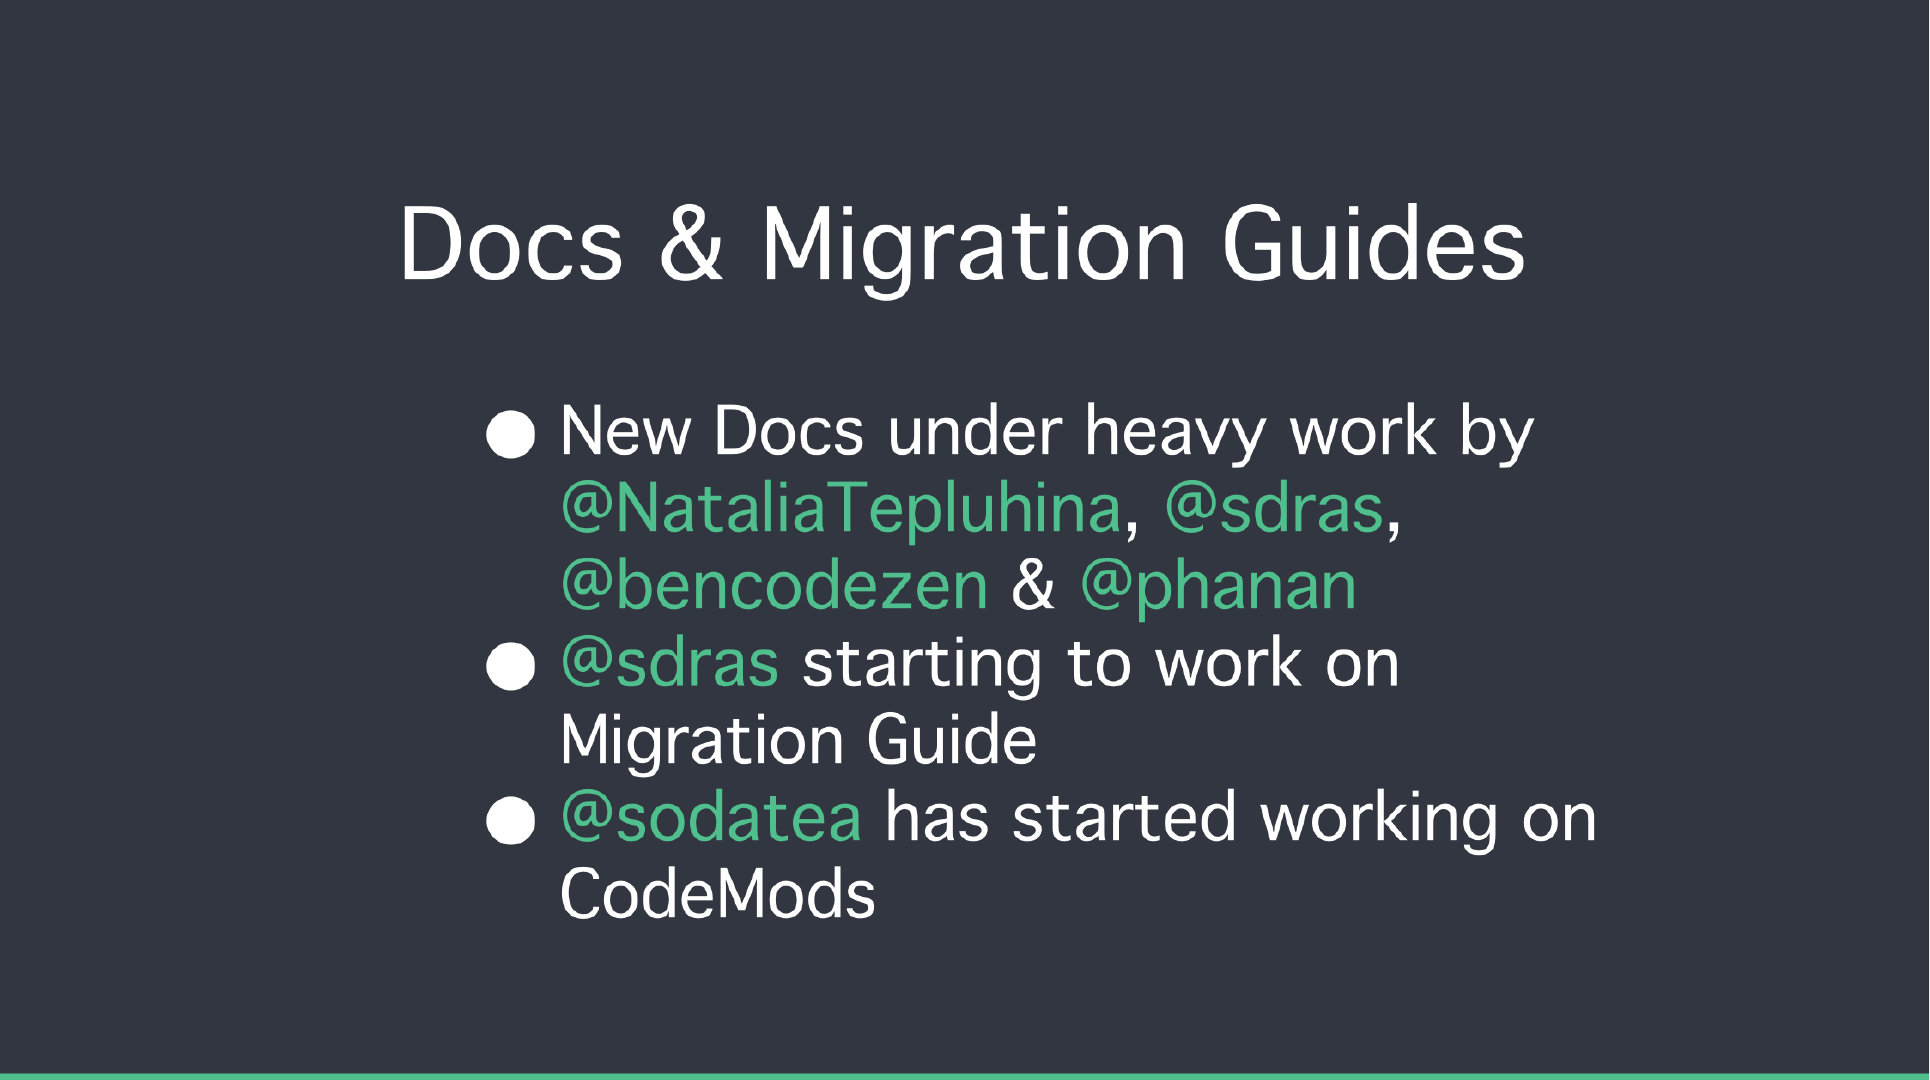 Docs & Migration Guides
● New Docs under heavy work by
@NataliaTepluhina, @sdras,
@bencodezen & @phanan
● @sdras starting to work on
Migration Guide
● @sodatea has started working on
CodeMods